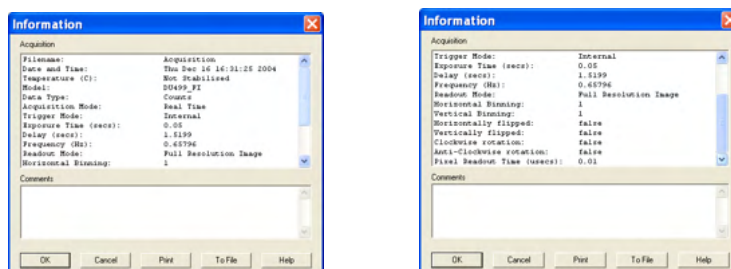 Information
Acquisition
Filename: Acquisition
Date and Time: Thu Dec 16 16:31:25 2004
Temperature (C): Not Stabilized
Model: DU499_FI
Data Type: Counts
Acquisition Mode: Real Time
Trigger Mode: Internal
Exposure Time (secs): 0.05
Delay (secs): 1.5199
Frequency (Hz): 0.65796
Readout Mode: Full Resolution Image
Horizontal Binning: 1
Comments
OK Cancel Print To File Help
Information
Acquisition
Trigger Mode: Internal
Exposure Time (secs): 0.05
Delay (secs): 1.5199
Frequency (Hz): 0.65796
Readout Mode: Full Resolution Image
Horizontal Binning: 1
Vertical Binning: 1
Horizontally flipped: false
Vertically flipped: false
Clockwise rotation: false
Anti-Clockwise rotation: false
Pixel Readout Time (usecs): 0.01
Comments
OK Cancel Print To File Help